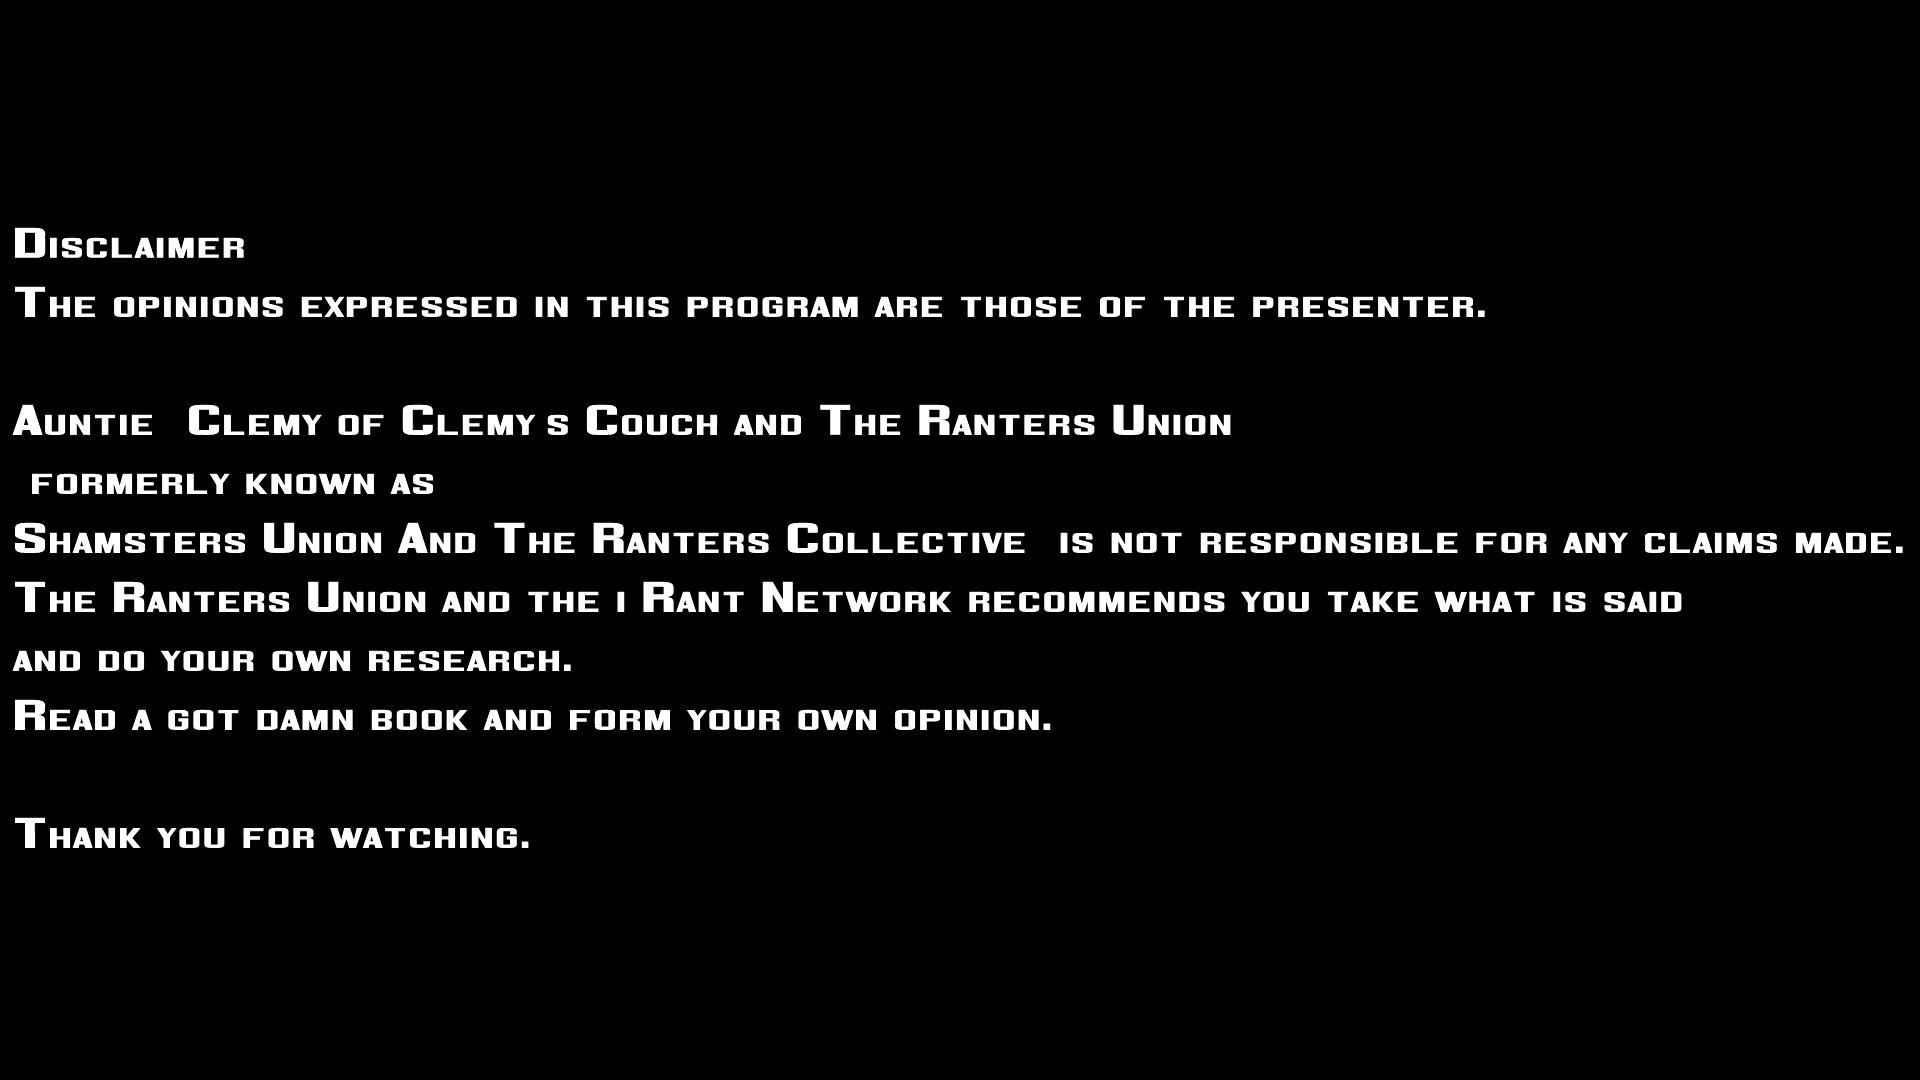 Disclaimer
The opinions expressed in this program are those of the presenter.
Auntie Clemy of Clemy s Couch and The Ranters Union
formerly known as
Shamsters Union And The Ranters Collective is not responsible for any claims made.
The Ranters Union and the i Rant Network recommends you take what is said
and do your own research.
Read a got damn book and form your own opinion.
Thank you for watching.